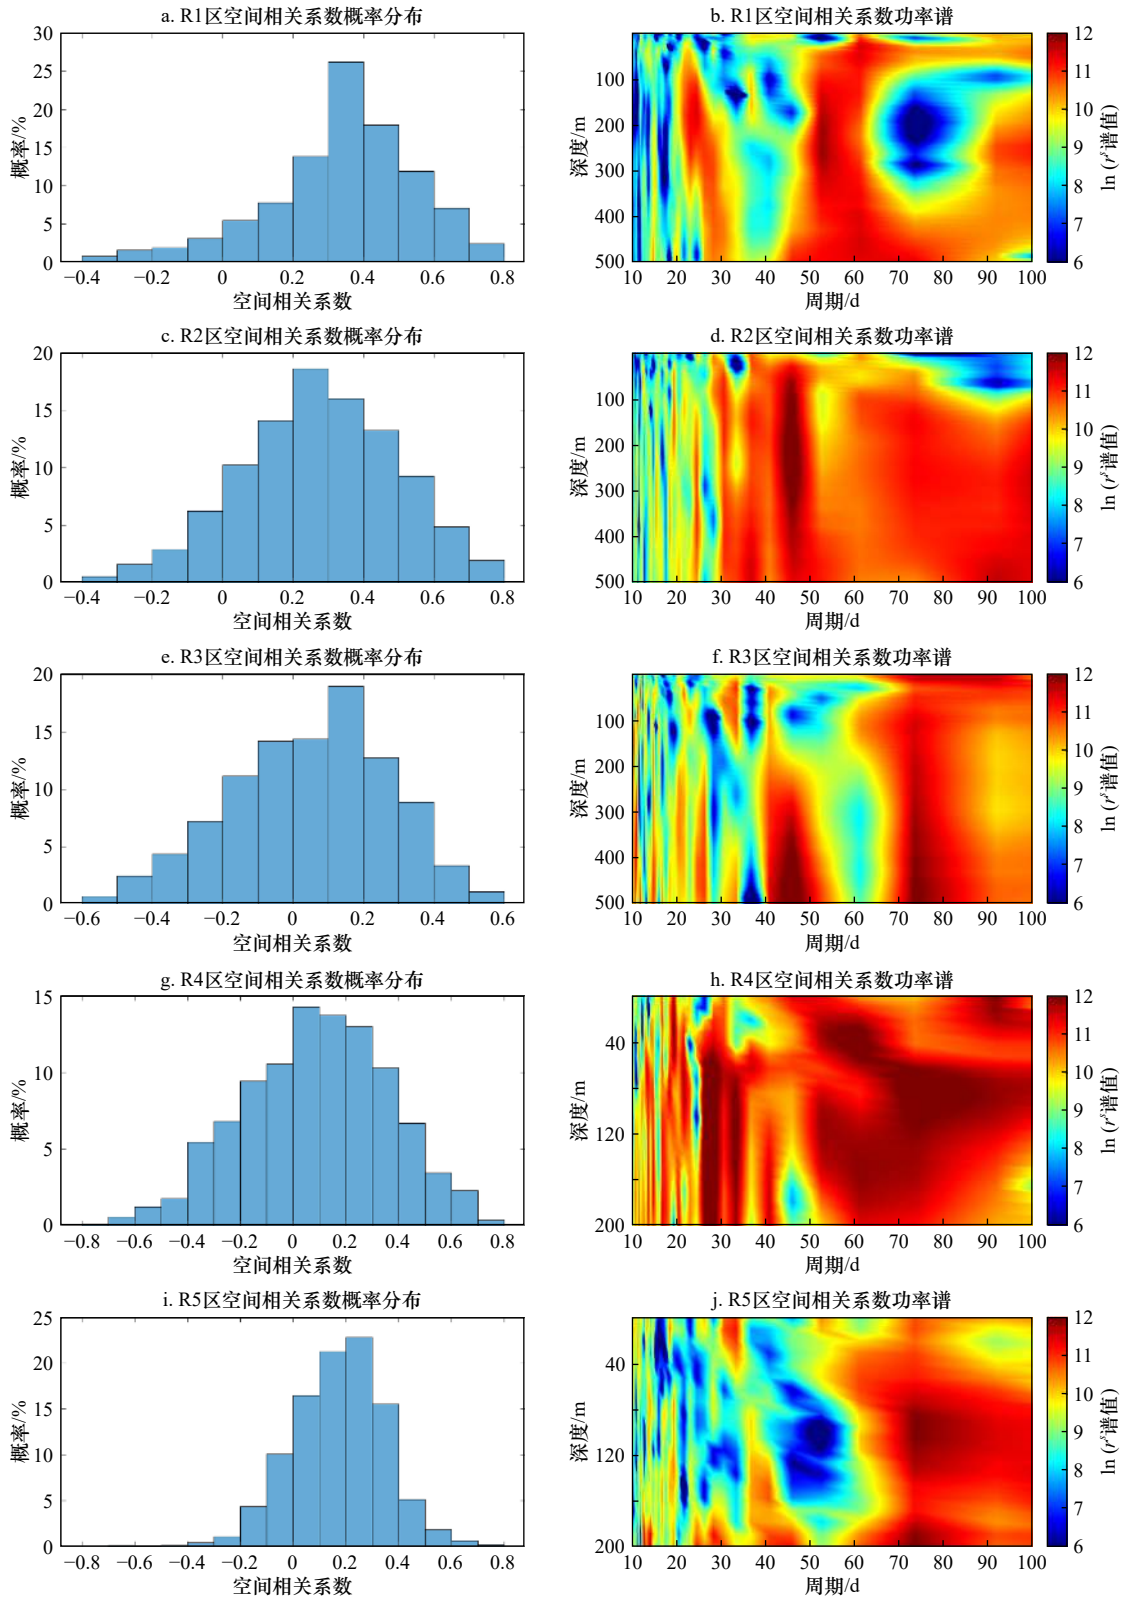 a. R1区空间相关系数概率分布
30
25
20
15
10
5
0
概率/%
−0.4 −0.2 0 0.2 0.4 0.6 0.8
空间相关系数
b. R1区空间相关系数功率谱
100
200
300
400
500
深度/m
10 20 30 40 50 60 70 80 90 100
周期/d
12
11
10
9
8
7
6
ln (rˢ谱值)
c. R2区空间相关系数概率分布
20
15
10
5
0
概率/%
−0.4 −0.2 0 0.2 0.4 0.6 0.8
空间相关系数
d. R2区空间相关系数功率谱
100
200
300
400
500
深度/m
10 20 30 40 50 60 70 80 90 100
周期/d
12
11
10
9
8
7
6
ln (rˢ谱值)
e. R3区空间相关系数概率分布
20
15
10
5
0
概率/%
−0.6 −0.4 −0.2 0 0.2 0.4 0.6
空间相关系数
f. R3区空间相关系数功率谱
100
200
300
400
500
深度/m
10 20 30 40 50 60 70 80 90 100
周期/d
12
11
10
9
8
7
6
ln (rˢ谱值)
g. R4区空间相关系数概率分布
15
10
5
0
概率/%
−0.8 −0.6 −0.4 −0.2 0 0.2 0.4 0.6 0.8
空间相关系数
h. R4区空间相关系数功率谱
40
120
200
深度/m
10 20 30 40 50 60 70 80 90 100
周期/d
12
11
10
9
8
7
6
ln (rˢ谱值)
i. R5区空间相关系数概率分布
25
20
15
10
5
0
概率/%
−0.8 −0.6 −0.4 −0.2 0 0.2 0.4 0.6 0.8
空间相关系数
j. R5区空间相关系数功率谱
40
120
200
深度/m
10 20 30 40 50 60 70 80 90 100
周期/d
12
11
10
9
8
7
6
ln (rˢ谱值)